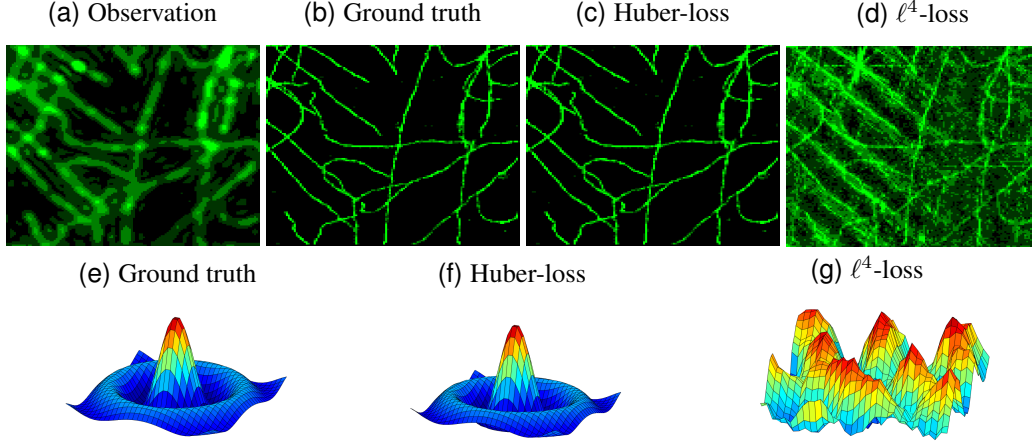 (a) Observation
(b) Ground truth
(c) Huber-loss
(d) ℓ⁴-loss
(e) Ground truth
(f) Huber-loss
(g) ℓ⁴-loss